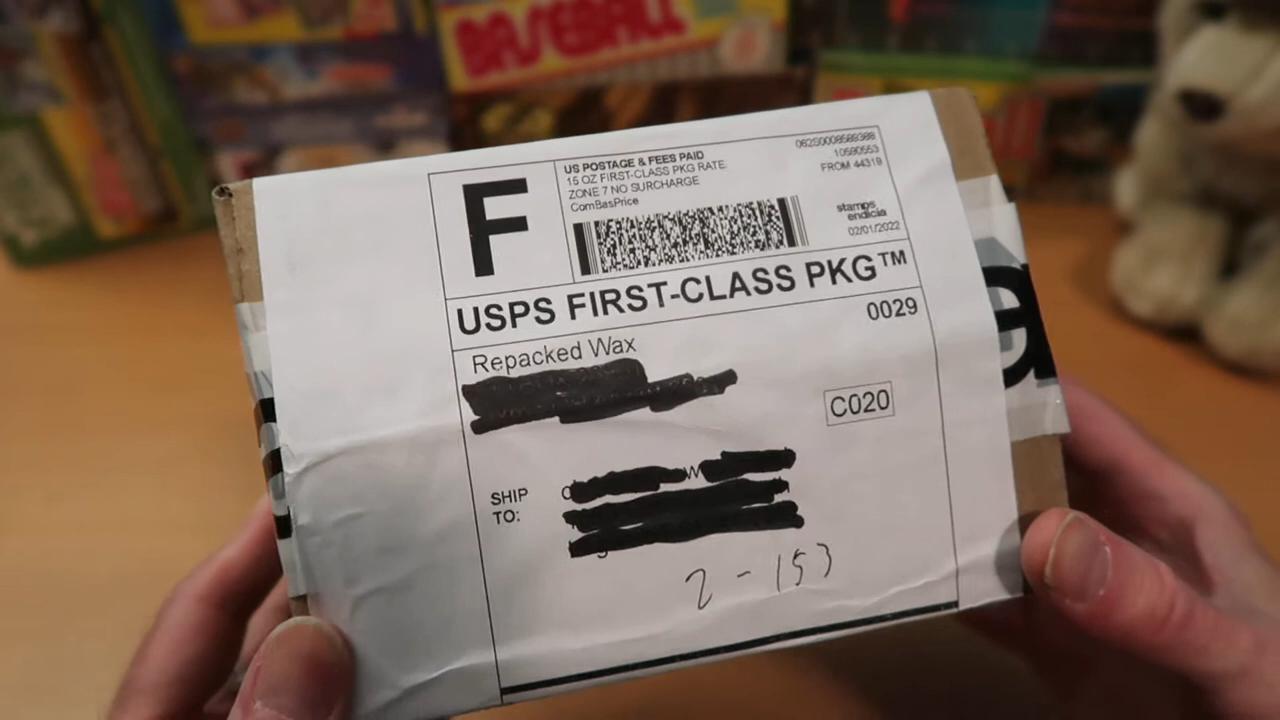 BASEBALL
US POSTAGE & FEES PAID
15 OZ FIRST-CLASS PKG RATE
ZONE 7 NO SURCHARGE
ComBasPrice
062S0008589388
10590553
FROM 44319
stamps
endicia
02/01/2022
F
USPS FIRST-CLASS PKG™
0029
Repacked Wax
C020
SHIP
TO:
W
2-153
a